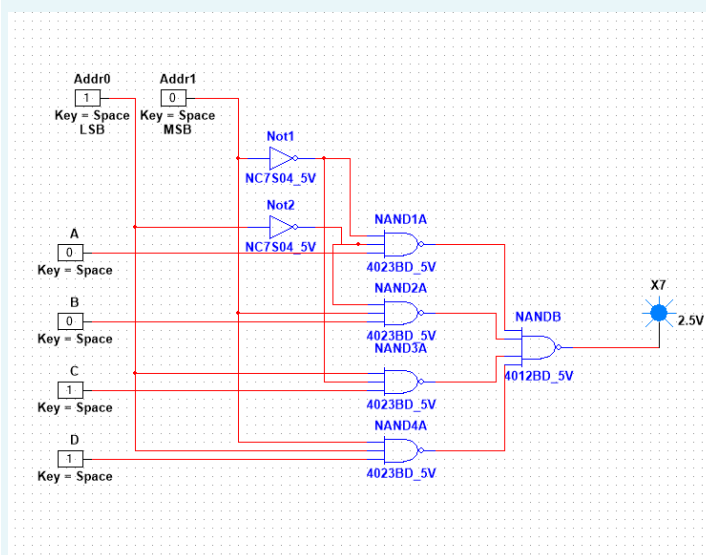 Addr0
Addr1
1
0
Key = Space
Key = Space
LSB
MSB
Not1
NC7S04_5V
Not2
NC7S04_5V
A
0
Key = Space
NAND1A
4023BD_5V
B
0
Key = Space
NAND2A
4023BD_5V
X7
2.5V
NANDB
4012BD_5V
NAND3A
C
1
Key = Space
4023BD_5V
NAND4A
D
1
Key = Space
4023BD_5V